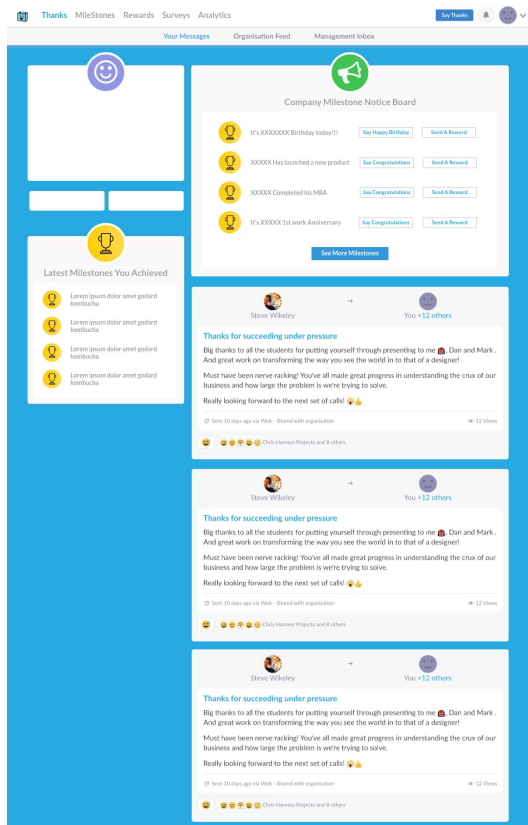 Thanks MileStones Rewards Surveys Analytics Say Thanks
Your Messages Organisation Feed Management Inbox
Company Milestone Notice Board
It's XXXXXXX Birthday today!!! Say Happy Birthday Send A Reward
XXXX Has launched a new product Say Congratulations Send A Reward
XXXXX Completed his MBA Say Congratulations Send A Reward
It's XXXXX 1st work Anniversary Say Congratulations Send A Reward
See More Milestones
Latest Milestones You Achieved
Lorem ipsum dolor amet godard
kombucha
Lorem ipsum dolor amet godard
kombucha
Lorem ipsum dolor amet godard
kombucha
Lorem ipsum dolor amet godard
kombucha
Steve Wikeley → You +12 others
Thanks for succeeding under pressure
Big thanks to all the students for putting yourself through presenting to me, Dan and Mark .
And great work on transforming the way you see the world in to that of a designer!
Must have been nerve racking! You've all made great progress in understanding the crux of our
business and how large the problem is we're trying to solve.
Really looking forward to the next set of calls!
Sent 10 days ago via Web - Shared with organisation 12 Views
Chris Harness Projects and 8 others
Steve Wikeley → You +12 others
Thanks for succeeding under pressure
Big thanks to all the students for putting yourself through presenting to me, Dan and Mark .
And great work on transforming the way you see the world in to that of a designer!
Must have been nerve racking! You've all made great progress in understanding the crux of our
business and how large the problem is we're trying to solve.
Really looking forward to the next set of calls!
Sent 10 days ago via Web - Shared with organisation 12 Views
Chris Harness Projects and 8 others
Steve Wikeley → You +12 others
Thanks for succeeding under pressure
Big thanks to all the students for putting yourself through presenting to me, Dan and Mark .
And great work on transforming the way you see the world in to that of a designer!
Must have been nerve racking! You've all made great progress in understanding the crux of our
business and how large the problem is we're trying to solve.
Really looking forward to the next set of calls!
Sent 10 days ago via Web - Shared with organisation 12 Views
Chris Harness Projects and 8 others